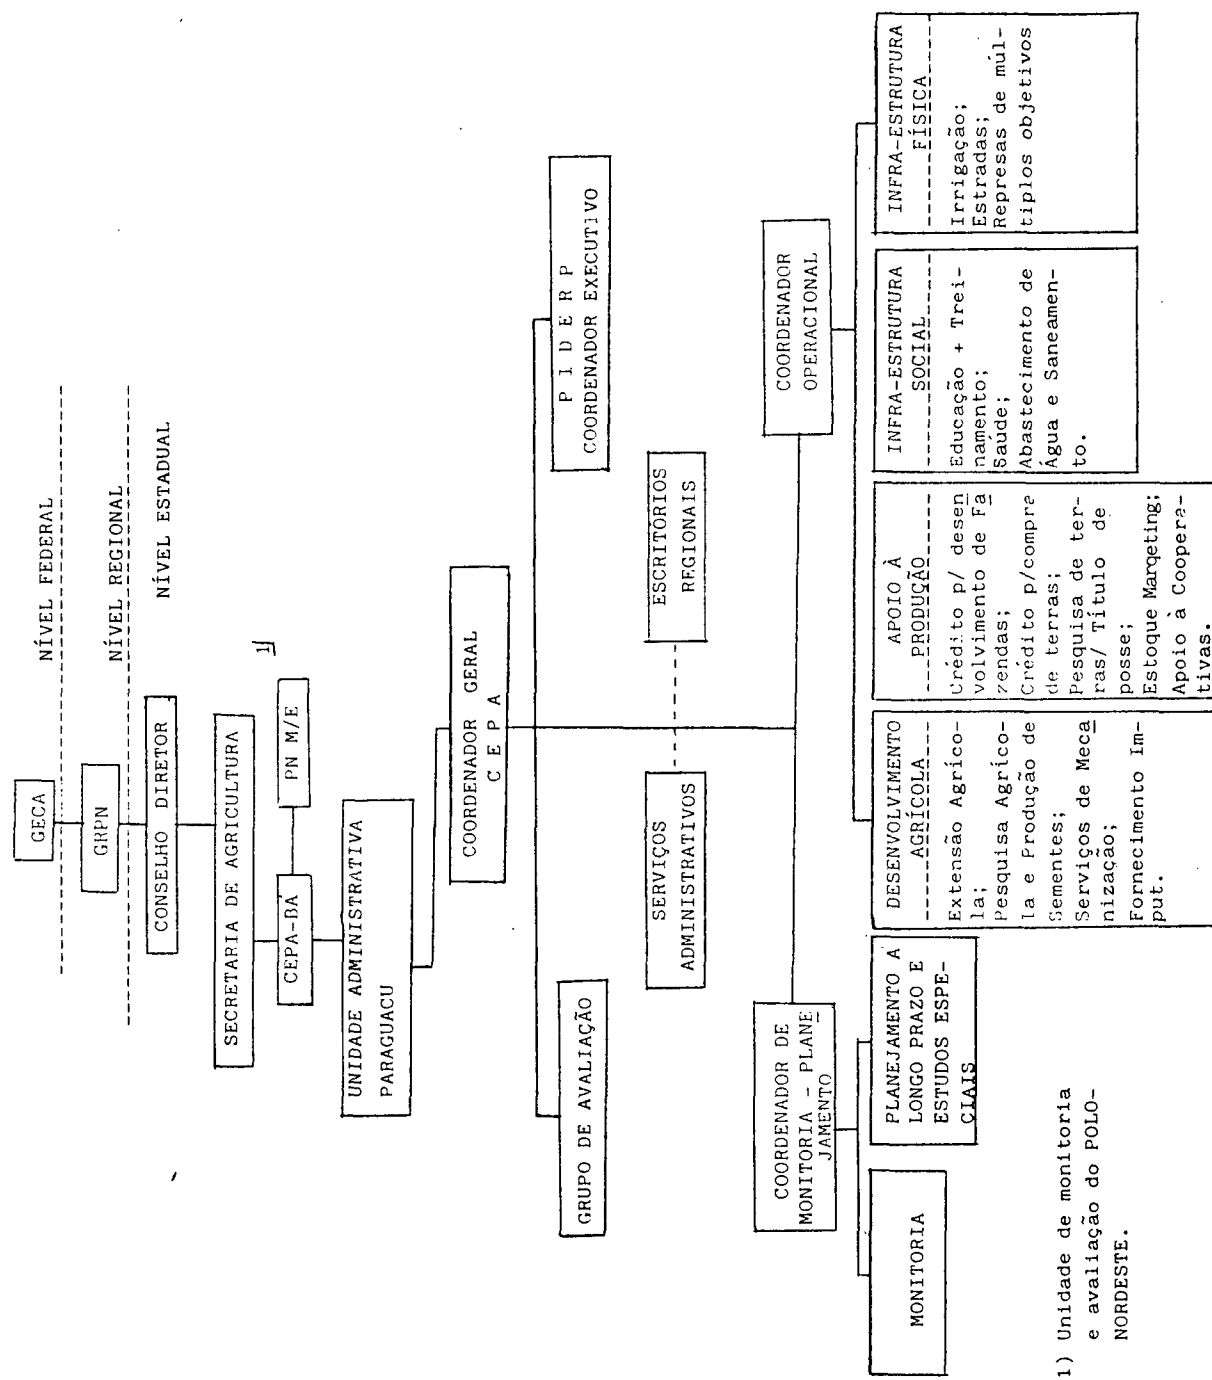 GECA
NÍVEL FEDERAL
GRPN
NÍVEL REGIONAL
CONSELHO DIRETOR
NÍVEL ESTADUAL
SECRETARIA DE AGRICULTURA
CEPA-BA
PN M/E
1)
UNIDADE ADMINISTRATIVA
PARAGUACU
COORDENADOR GERAL
C E P A
GRUPO DE AVALIAÇÃO
P I D E R P
COORDENADOR EXECUTIVO
SERVIÇOS
ADMINISTRATIVOS
ESCRITORIOS
REGIONAIS
COORDENADOR DE
MONITORIA - PLANE
JAMENTO
COORDENADOR
OPERACIONAL
MONITORIA
PLANEJAMENTO A
LONGO PRAZO E
ESTUDOS ESPE-
CIAIS
DESENVOLVIMENTO
AGRÍCOLA
Extensão Agríco-
la;
Pesquisa Agríco-
la e Produção de
Sementes;
Serviços de Meca
nização;
Fornecimento Im-
put.
APOIO À
PRODUÇÃO
Crédito p/ desen
volvimento de Fa
zendas;
Crédito p/compra
de terras;
Pesquisa de ter-
ras/ Título de
posse;
Estoque Marqeting;
Apoio à Coopera-
tivas.
INFRA-ESTRUTURA
SOCIAL
Educação + Trei-
namento;
Saúde;
Abastecimento de
Água e Saneamen-
to.
INFRA-ESTRUTURA
FÍSICA
Irrigação;
Estradas;
Represas de múl-
tiplos objetivos
1) Unidade de monitoria
e avaliação do POLO-
NORDESTE.